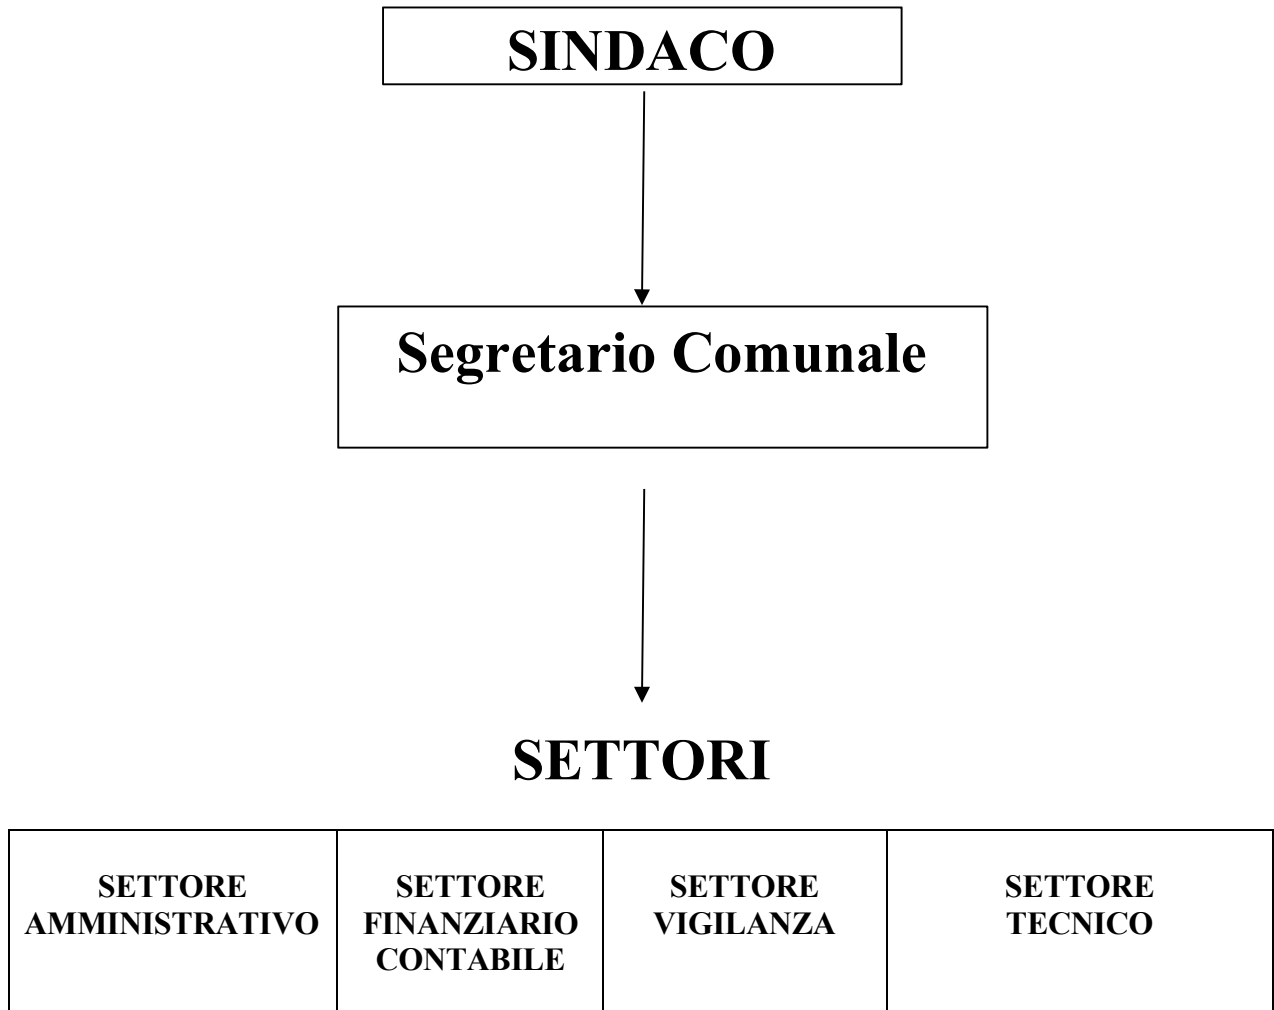 SINDACO
Segretario Comunale
SETTORI
SETTORE
AMMINISTRATIVO
SETTORE
FINANZIARIO
CONTABILE
SETTORE
VIGILANZA
SETTORE
TECNICO